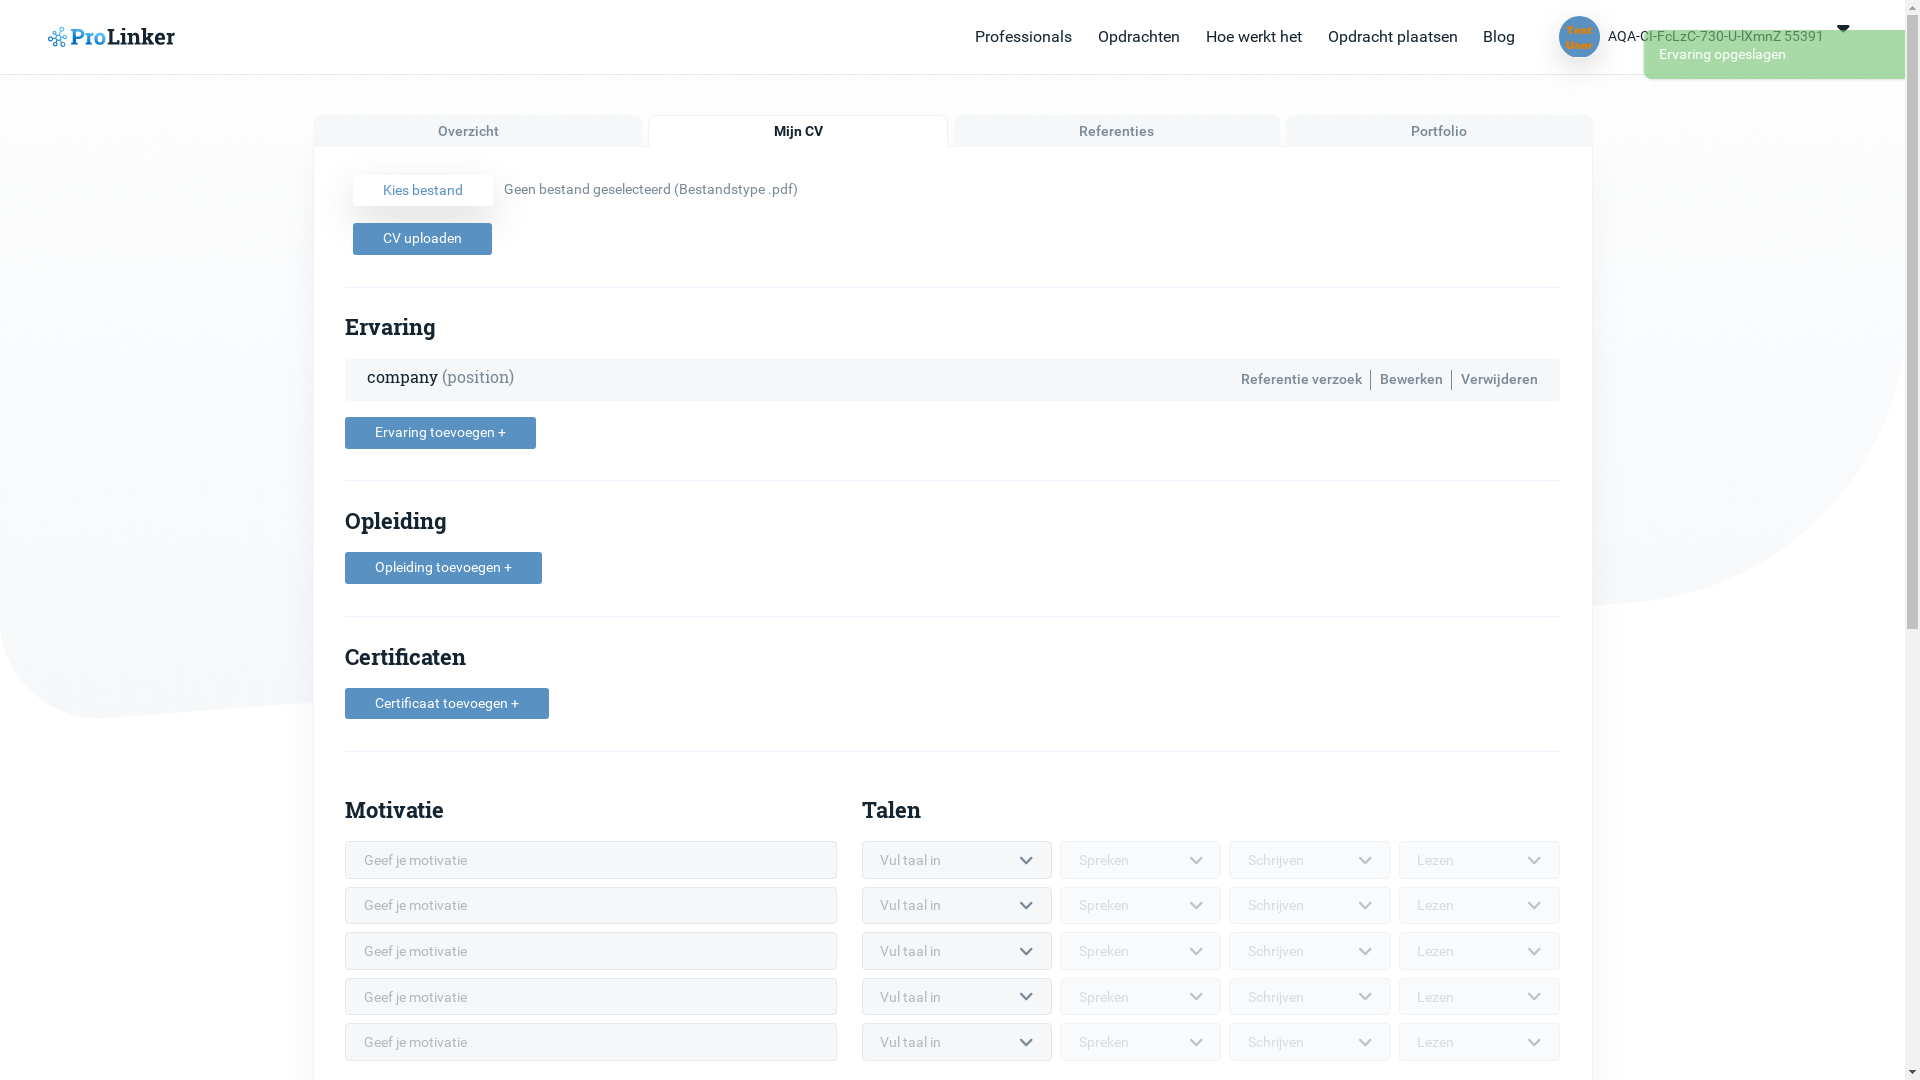 ProLinker
Professionals Opdrachten Hoe werkt het Opdracht plaatsen Blog
Test
User
AQA-CI-FcLzC-730-U-lXmnZ 55391
Ervaring opgeslagen
Overzicht Mijn CV Referenties Portfolio
Kies bestand Geen bestand geselecteerd (Bestandstype .pdf)
CV uploaden
Ervaring
company (position) Referentie verzoek Bewerken Verwijderen
Ervaring toevoegen +
Opleiding
Opleiding toevoegen +
Certificaten
Certificaat toevoegen +
Motivatie Talen
Geef je motivatie Vul taal in Spreken Schrijven Lezen
Geef je motivatie Vul taal in Spreken Schrijven Lezen
Geef je motivatie Vul taal in Spreken Schrijven Lezen
Geef je motivatie Vul taal in Spreken Schrijven Lezen
Geef je motivatie Vul taal in Spreken Schrijven Lezen